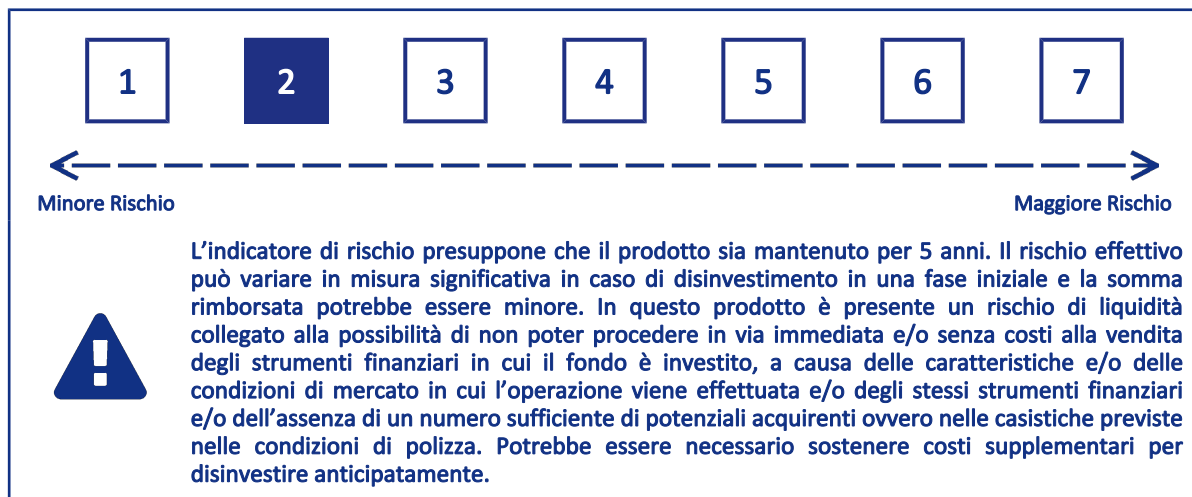 1 2 3 4 5 6 7
Minore Rischio Maggiore Rischio
L’indicatore di rischio presuppone che il prodotto sia mantenuto per 5 anni. Il rischio effettivo
può variare in misura significativa in caso di disinvestimento in una fase iniziale e la somma
rimborsata potrebbe essere minore. In questo prodotto è presente un rischio di liquidità
collegato alla possibilità di non poter procedere in via immediata e/o senza costi alla vendita
degli strumenti finanziari in cui il fondo è investito, a causa delle caratteristiche e/o delle
condizioni di mercato in cui l’operazione viene effettuata e/o degli stessi strumenti finanziari
e/o dell’assenza di un numero sufficiente di potenziali acquirenti ovvero nelle casistiche previste
nelle condizioni di polizza. Potrebbe essere necessario sostenere costi supplementari per
disinvestire anticipatamente.